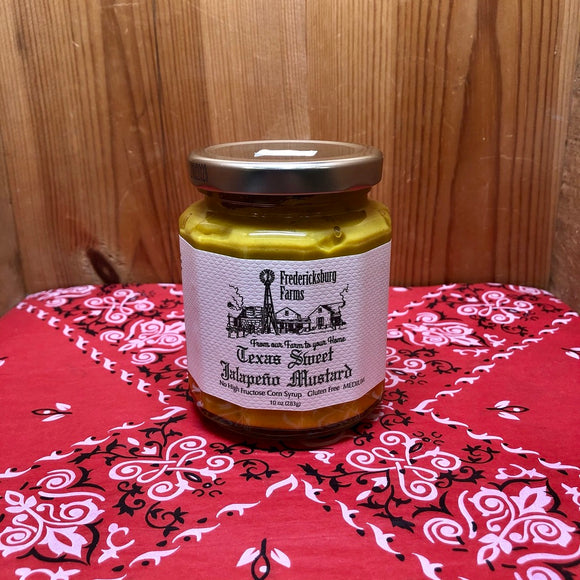 Fredericksburg
Farms
From our Farm to your Home
Texas Sweet
Jalapeño Mustard
No High Fructose Corn Syrup Gluten Free MEDIUM
10 oz (283g)